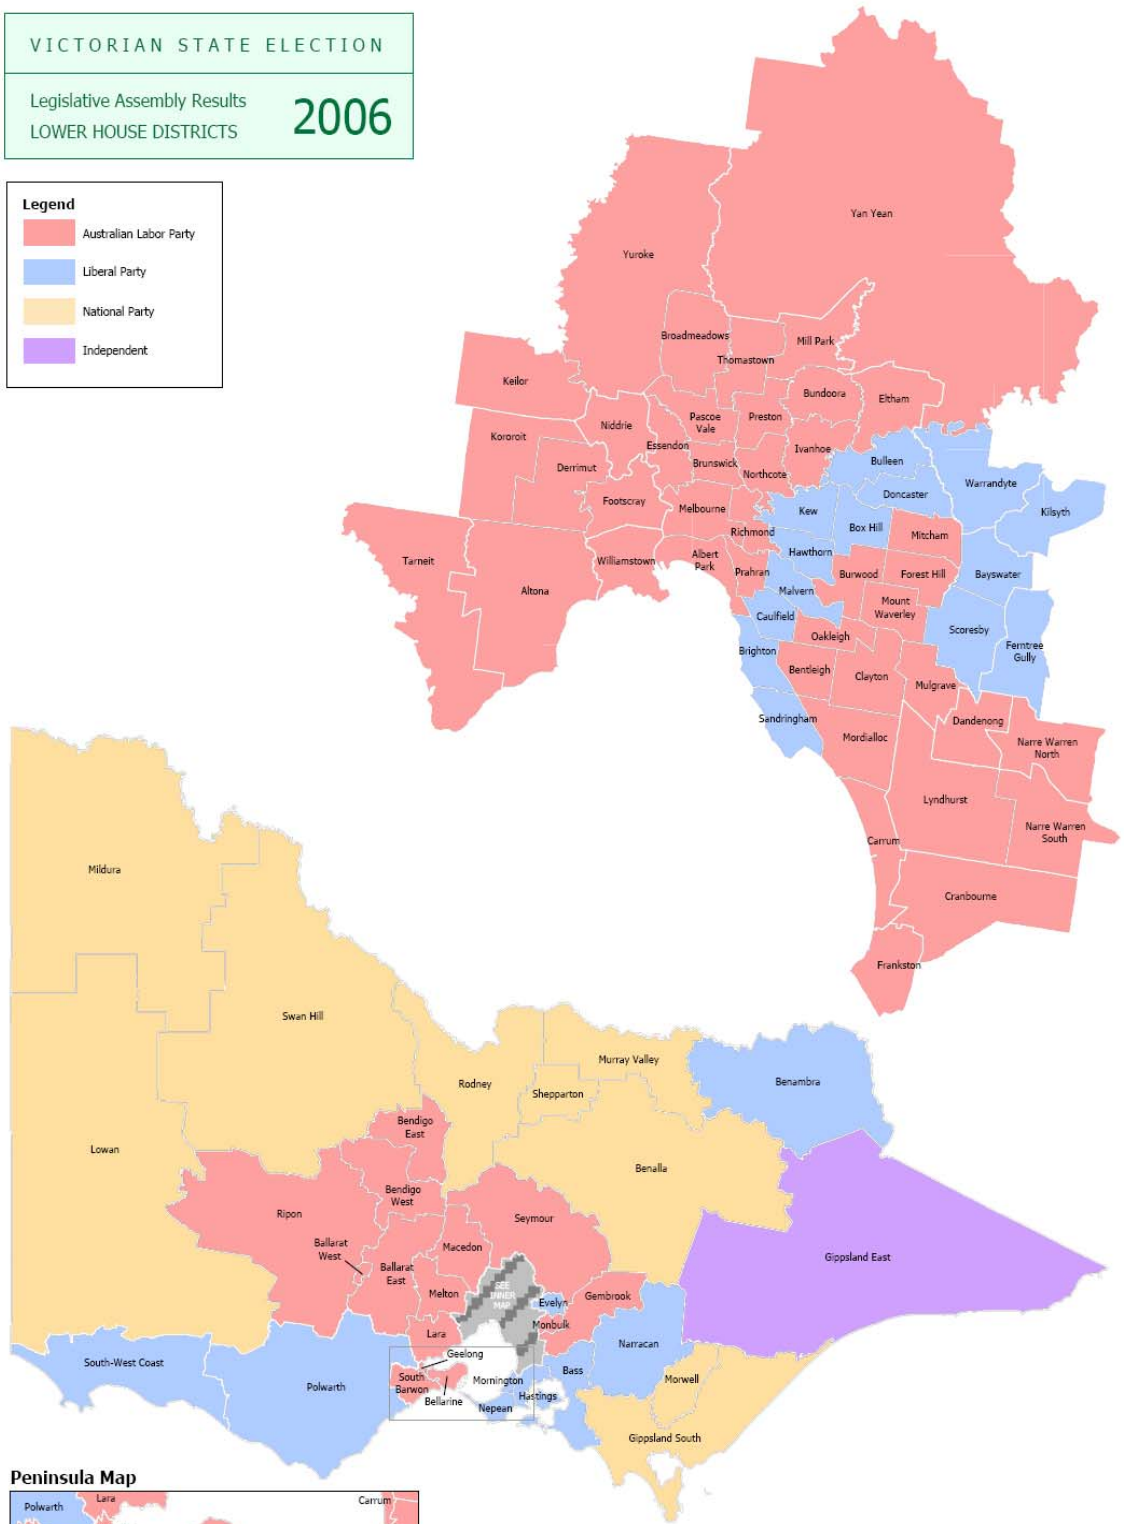 VICTORIAN STATE ELECTION
Legislative Assembly Results
LOWER HOUSE DISTRICTS
2006
Legend
Australian Labor Party
Liberal Party
National Party
Independent
Yan Yean
Yuroke
Broadmeadows
Mill Park
Thomastown
Keilor
Bundoora
Eltham
Pascoe
Vale
Preston
Niddrie
Kororoit
Essendon
Ivanhoe
Bulleen
Brunswick
Derrimut
Northcote
Warrandyte
Doncaster
Footscray
Melbourne
Kew
Kilsyth
Box Hill
Richmond
Mitcham
Hawthorn
Albert
Park
Tarneit
Williamstown
Prahran
Burwood
Forest Hill
Bayswater
Altona
Malvern
Mount
Waverley
Caulfield
Scoresby
Oakleigh
Ferntree
Gully
Brighton
Bentleigh
Clayton
Mulgrave
Sandringham
Dandenong
Mordialloc
Narre Warren
North
Lyndhurst
Narre Warren
South
Carrum
Cranbourne
Frankston
Mildura
Swan Hill
Murray Valley
Rodney
Shepparton
Benambra
Bendigo
East
Lowan
Benalla
Bendigo
West
Ripon
Seymour
Ballarat
West
Macedon
Gippsland East
Ballarat
East
Melton
SEE
INNER
MAP
Gembrook
Evelyn
Monbulk
Lara
Narracan
Geelong
South-West Coast
Bass
South
Barwon
Mornington
Morwell
Polwarth
Hastings
Bellarine
Nepean
Gippsland South
Peninsula Map
Polwarth
Lara
Carrum